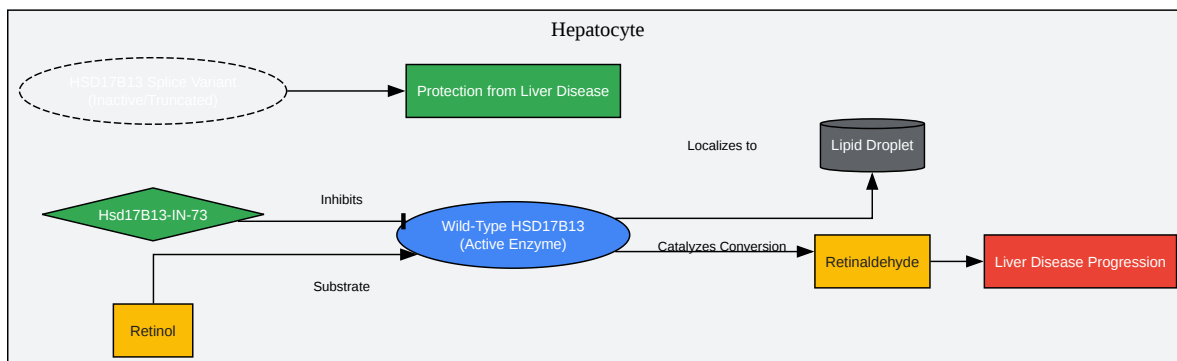 Hepatocyte
HSD17B13 Splice Variant
(Inactive/Truncated)
Protection from Liver Disease
Localizes to
Lipid Droplet
Hsd17B13-IN-73
Inhibits
Wild-Type HSD17B13
(Active Enzyme)
Catalyzes Conversion
Retinaldehyde
Liver Disease Progression
Substrate
Retinol